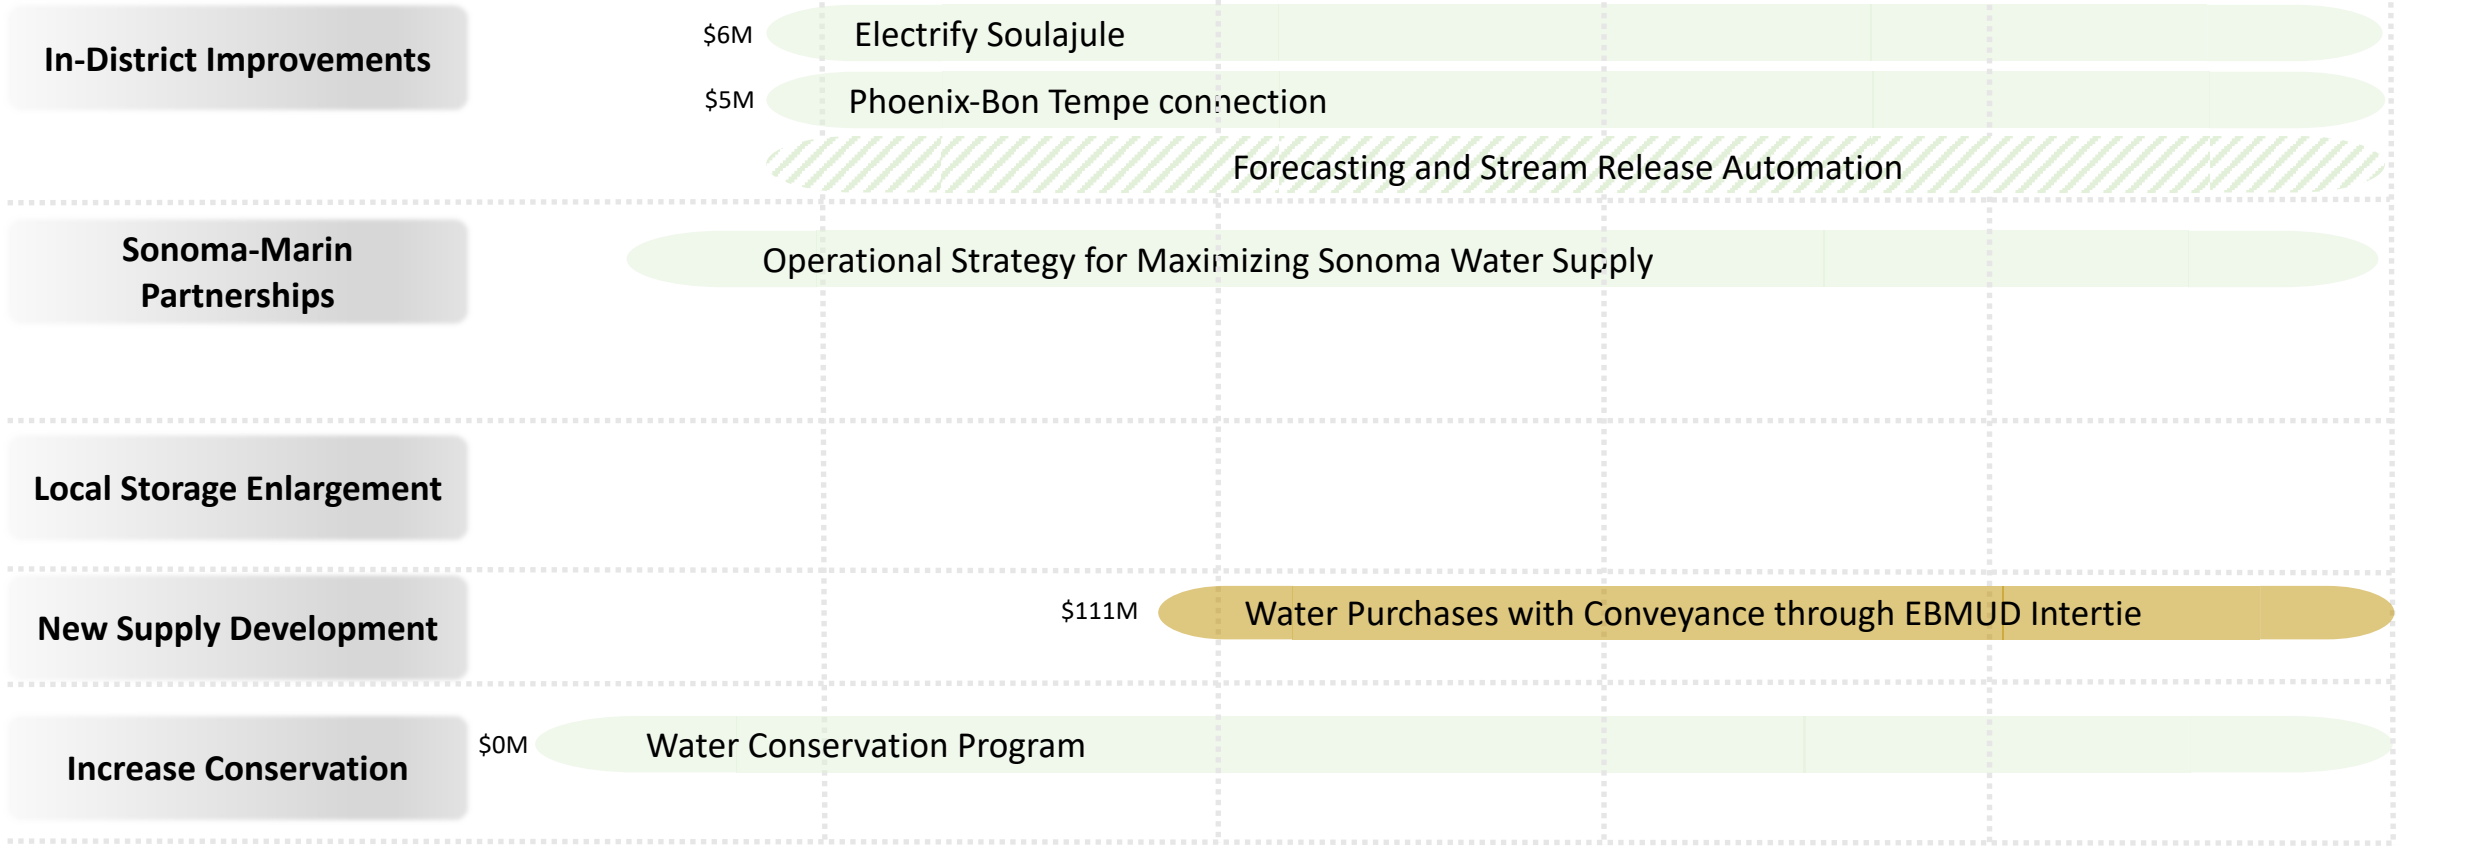 In-District Improvements
$6M
Electrify Soulajule
$5M
Phoenix-Bon Tempe connection
Forecasting and Stream Release Automation
Sonoma-Marin
Partnerships
Operational Strategy for Maximizing Sonoma Water Supply
Local Storage Enlargement
New Supply Development
$111M
Water Purchases with Conveyance through EBMUD Intertie
Increase Conservation
$0M
Water Conservation Program